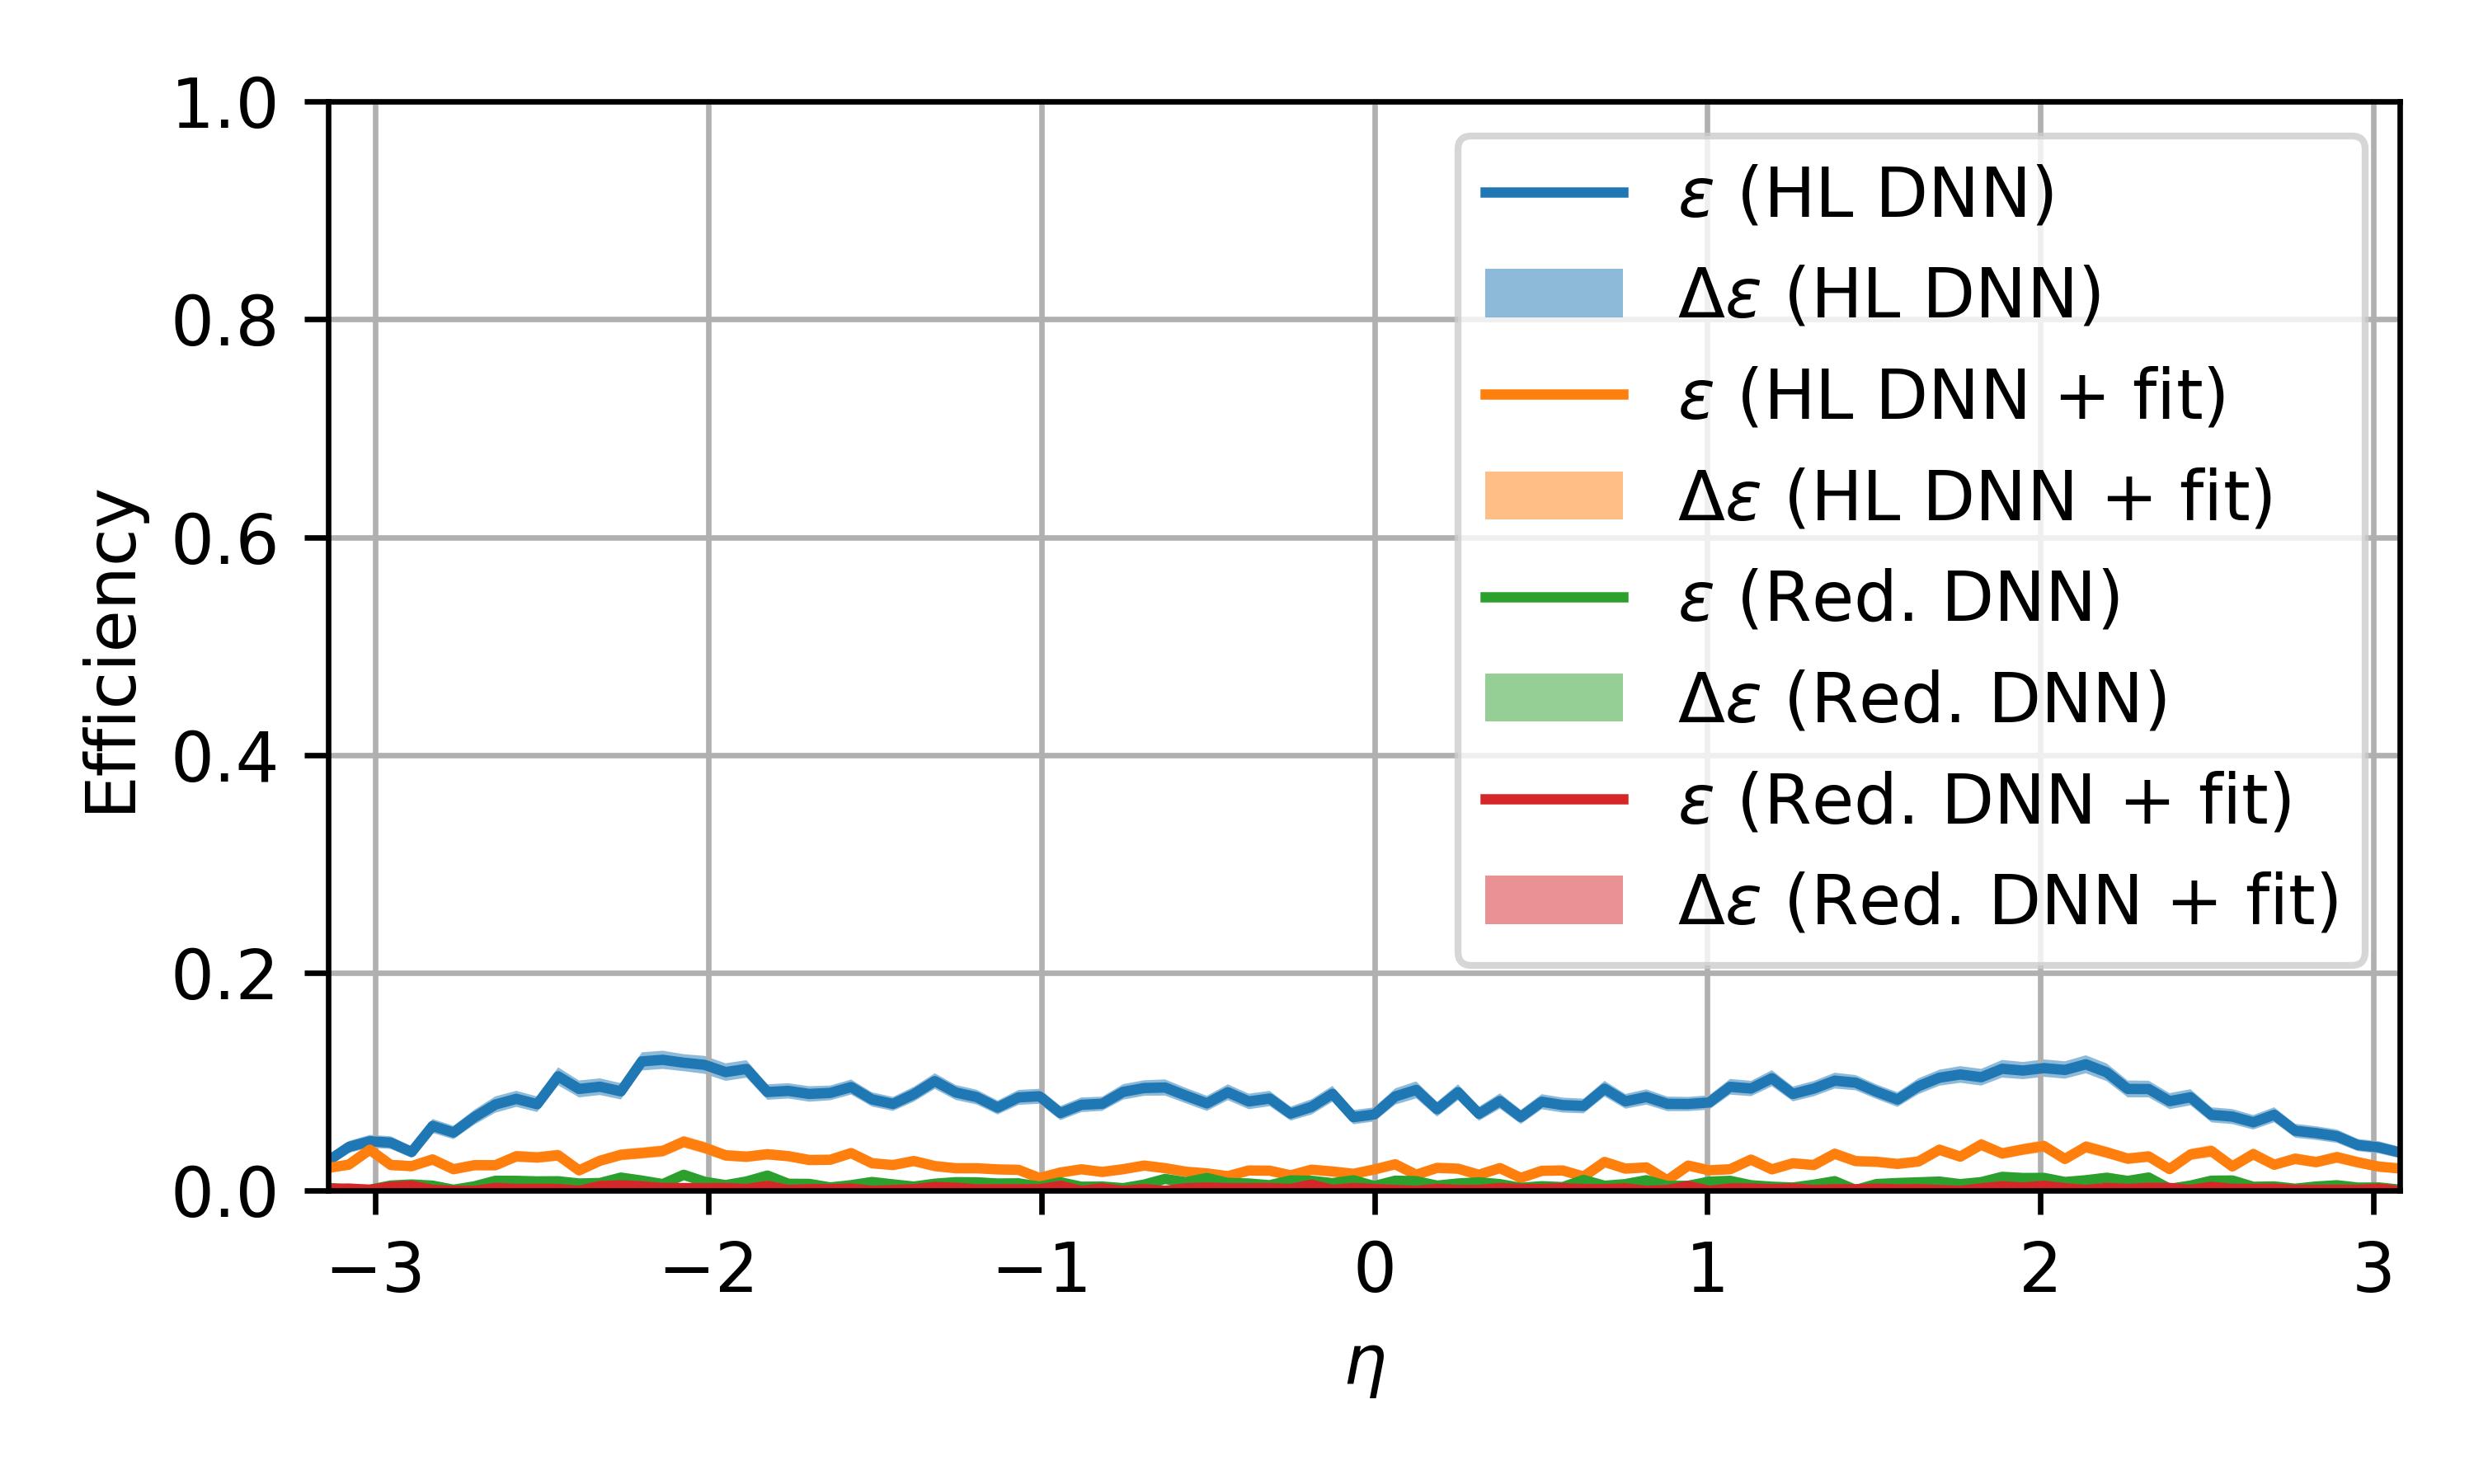 1.0
0.8
0.6
0.4
0.2
0.0
Efficiency
−3
−2
−1
0
1
2
3
η
ε (HL DNN)
Δε (HL DNN)
ε (HL DNN + fit)
Δε (HL DNN + fit)
ε (Red. DNN)
Δε (Red. DNN)
ε (Red. DNN + fit)
Δε (Red. DNN + fit)